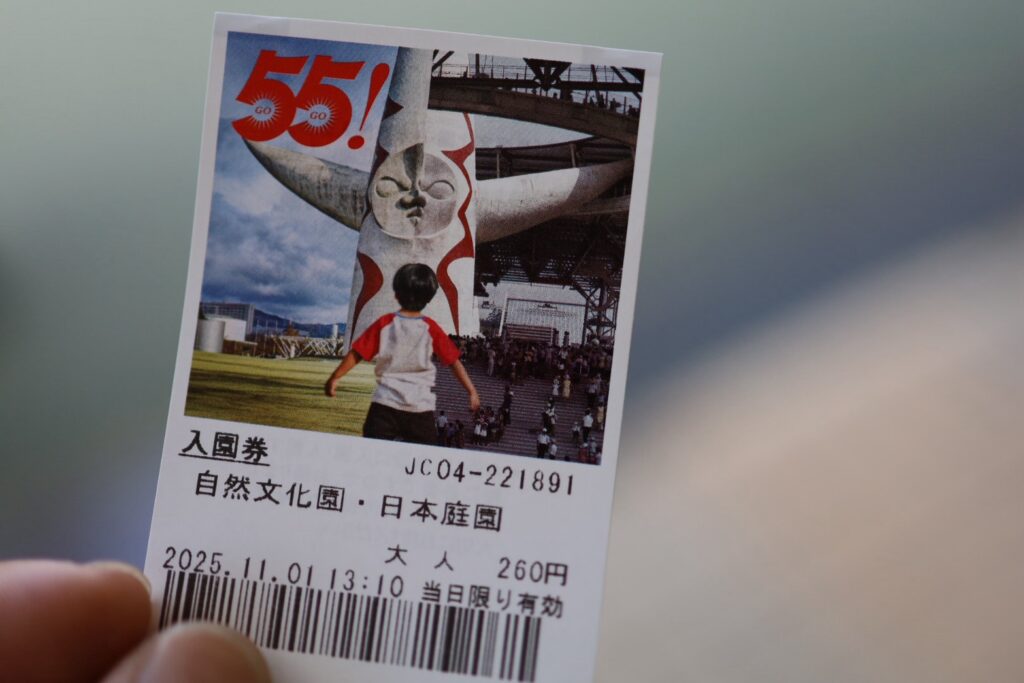 55!
GO GO
入園券
JC04-221891
自然文化園・日本庭園
大人 260円
2025.11.01 13:10 当日限り有効